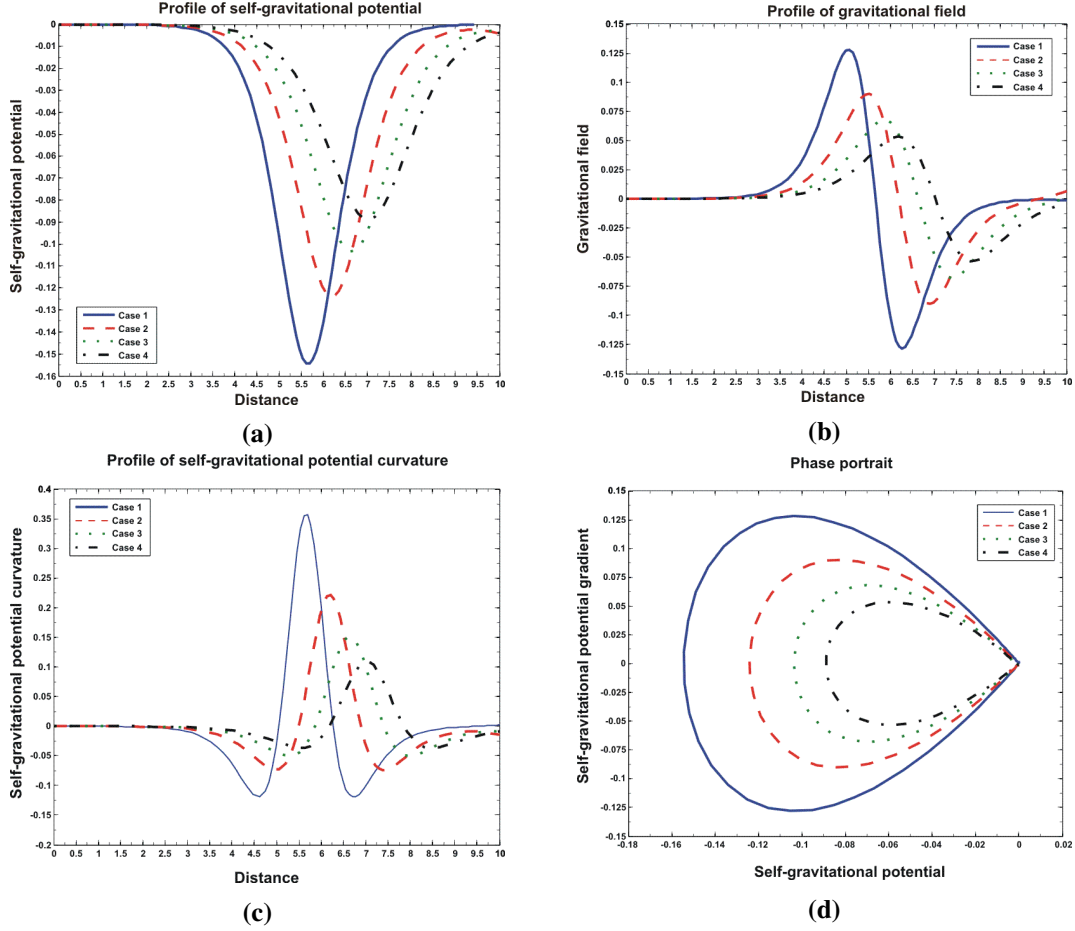 Profile of self-gravitational potential
Self-gravitational potential
0
-0.005
-0.01
-0.02
-0.03
-0.04
-0.05
-0.06
-0.07
-0.08
-0.09
-0.1
-0.11
-0.12
-0.13
-0.14
-0.15
-0.16
Case 1
Case 2
Case 3
Case 4
0 0.5 1 1.5 2 2.5 3 3.5 4 4.5 5 5.5 6 6.5 7 7.5 8 8.5 9 9.5 10
Distance
(a)
Profile of gravitational field
Gravitational field
0.15
0.125
0.1
0.075
0.05
0.025
0
0.025
0.05
0.075
0.1
0.125
0.15
Case 1
Case 2
Case 3
Case 4
0 0.5 1 1.5 2 2.5 3 3.5 4 4.5 5 5.5 6 6.5 7 7.5 8 8.5 9 9.5 10
Distance
(b)
Profile of self-gravitational potential curvature
Self-gravitational potential curvature
0.4
0.35
0.3
0.25
0.2
0.15
0.1
0.05
0
-0.05
-0.1
-0.15
-0.2
Case 1
Case 2
Case 3
Case 4
0 0.5 1 1.5 2 2.5 3 3.5 4 4.5 5 5.5 6 6.5 7 7.5 8 8.5 9 9.5 10
Distance
(c)
Phase portrait
Self-gravitational potential gradient
0.15
0.125
0.1
0.075
0.05
0.025
0
-0.025
-0.05
-0.075
-0.1
-0.125
-0.15
Case 1
Case 2
Case 3
Case 4
-0.18 -0.16 -0.14 -0.12 -0.1 -0.08 -0.06 -0.04 -0.02 0 0.02
Self-gravitational potential
(d)